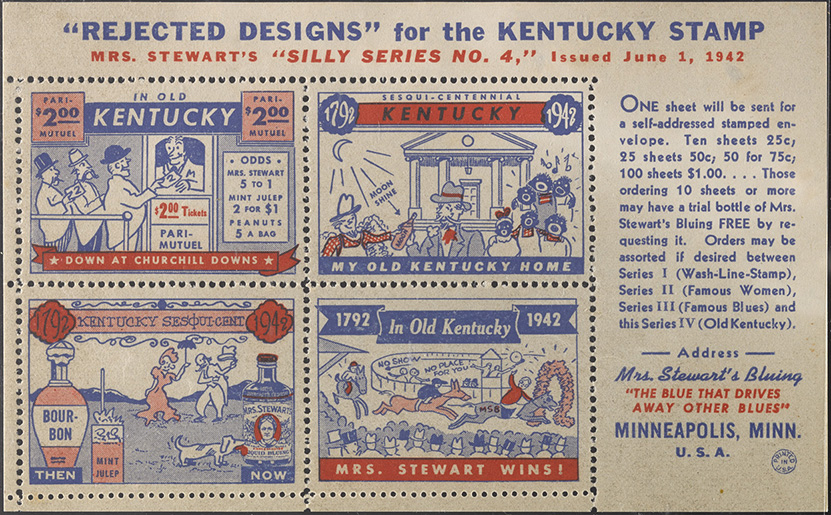 "REJECTED DESIGNS" for the KENTUCKY STAMP
MRS. STEWART'S "SILLY SERIES NO. 4," Issued June 1, 1942
PARI-
$2.00
MUTUEL
IN OLD
KENTUCKY
PARI-
$2.00
MUTUEL
· ODDS ·
MRS. STEWART
5 TO 1
MINT JULEP
2 FOR $1
PEANUTS
5 A BAG
$2.00 Tickets
PARI-
MUTUEL
DOWN AT CHURCHILL DOWNS
SESQUI-CENTENNIAL
1792 KENTUCKY 1942
MOON
SHINE
MY OLD KENTUCKY HOME
1792 KENTUCKY SESQUI-CENT 1942
BOUR-
BON
MINT
JULEP
MRS. STEWART'S
LIQUID BLUING
THEN
NOW
1792 In Old Kentucky 1942
NO SHOW
NO PLACE
FOR YOU
MSB
MRS. STEWART WINS!
ONE sheet will be sent for
a self-addressed stamped en-
velope. Ten sheets 25c;
25 sheets 50c; 50 for 75c;
100 sheets $1.00. . . . Those
ordering 10 sheets or more
may have a trial bottle of Mrs.
Stewart's Bluing FREE by re-
questing it. Orders may be
assorted if desired between
Series I (Wash-Line-Stamp),
Series II (Famous Women),
Series III (Famous Blues) and
this Series IV (Old Kentucky).
Address
Mrs. Stewart's Bluing
"THE BLUE THAT DRIVES
AWAY OTHER BLUES"
MINNEAPOLIS, MINN.
U. S. A.
PRINTED
IN
U.S.A.